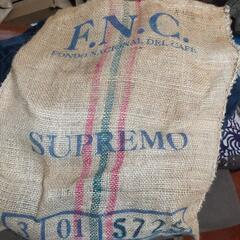 F.N.C.
FONDO NACIONAL DEL CAFE
SUPREMO
3 01 572